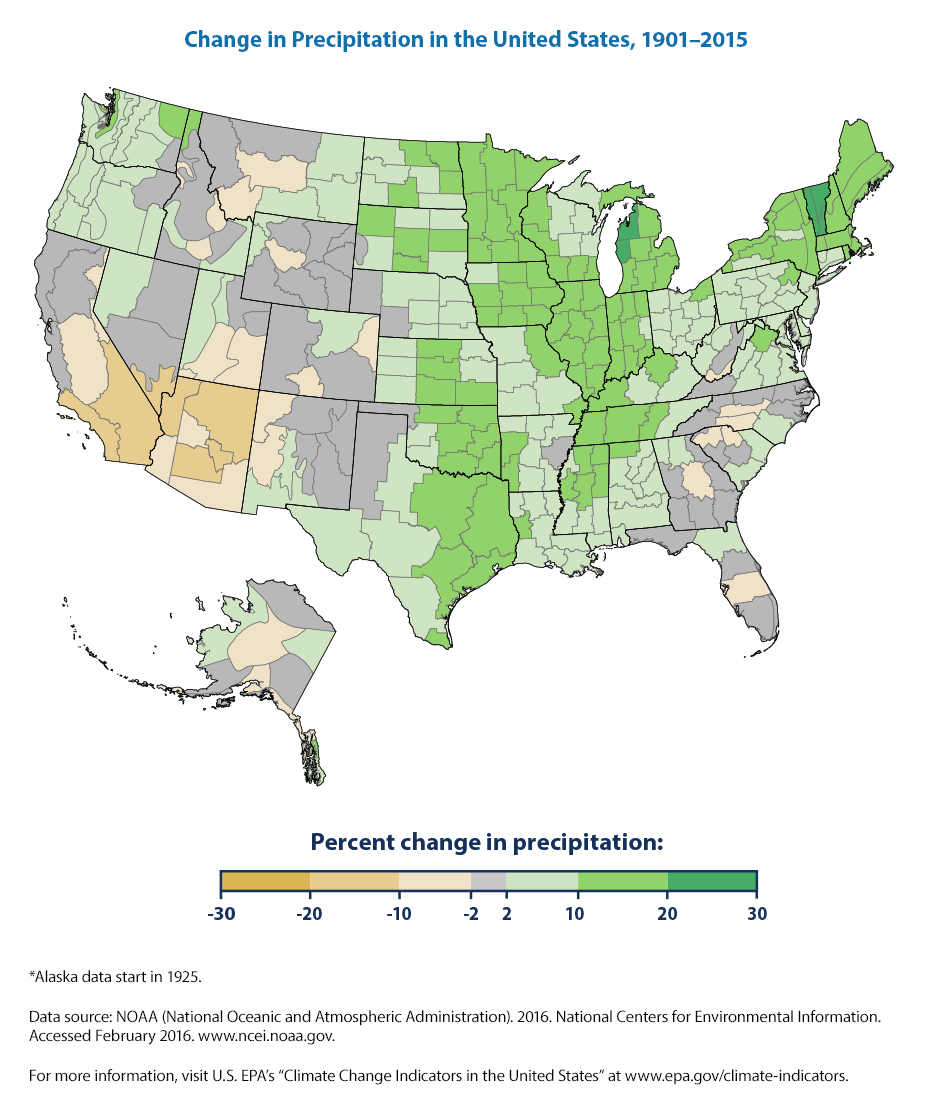 Change in Precipitation in the United States, 1901–2015
Percent change in precipitation:
-30 -20 -10 -2 2 10 20 30
*Alaska data start in 1925.
Data source: NOAA (National Oceanic and Atmospheric Administration). 2016. National Centers for Environmental Information.
Accessed February 2016. www.ncei.noaa.gov.
For more information, visit U.S. EPA’s “Climate Change Indicators in the United States” at www.epa.gov/climate-indicators.